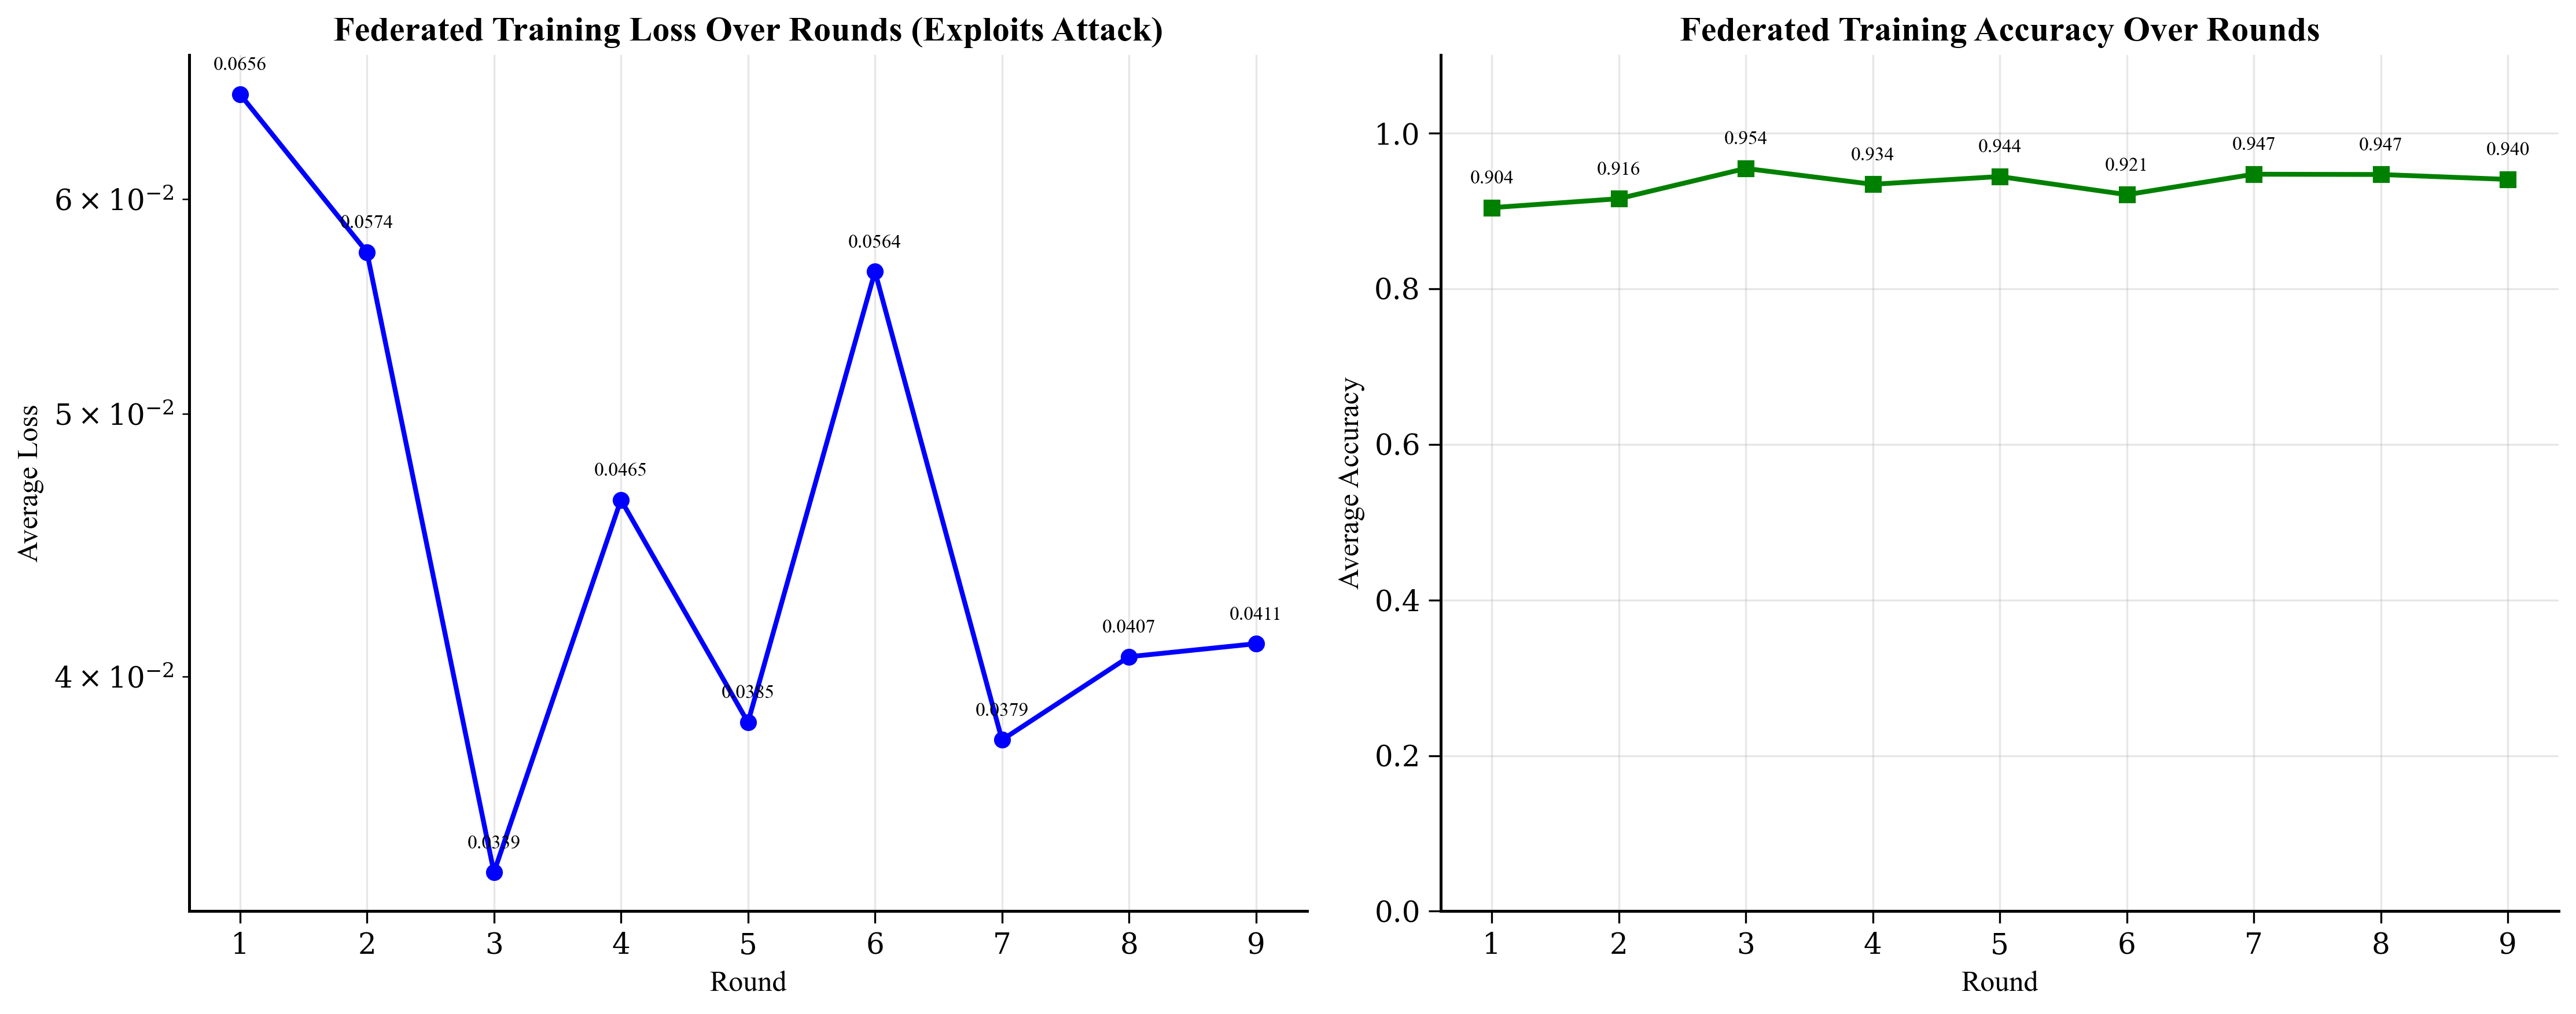 Federated Training Loss Over Rounds (Exploits Attack)
0.0656
6 × 10⁻²
0.0574
0.0564
5 × 10⁻²
0.0465
0.0407
0.0411
4 × 10⁻²
0.0385
0.0379
0.0339
Average Loss
1 2 3 4 5 6 7 8 9
Round
Federated Training Accuracy Over Rounds
1.0
0.904 0.916 0.954 0.934 0.944 0.921 0.947 0.947 0.940
0.8
0.6
0.4
0.2
0.0
Average Accuracy
1 2 3 4 5 6 7 8 9
Round